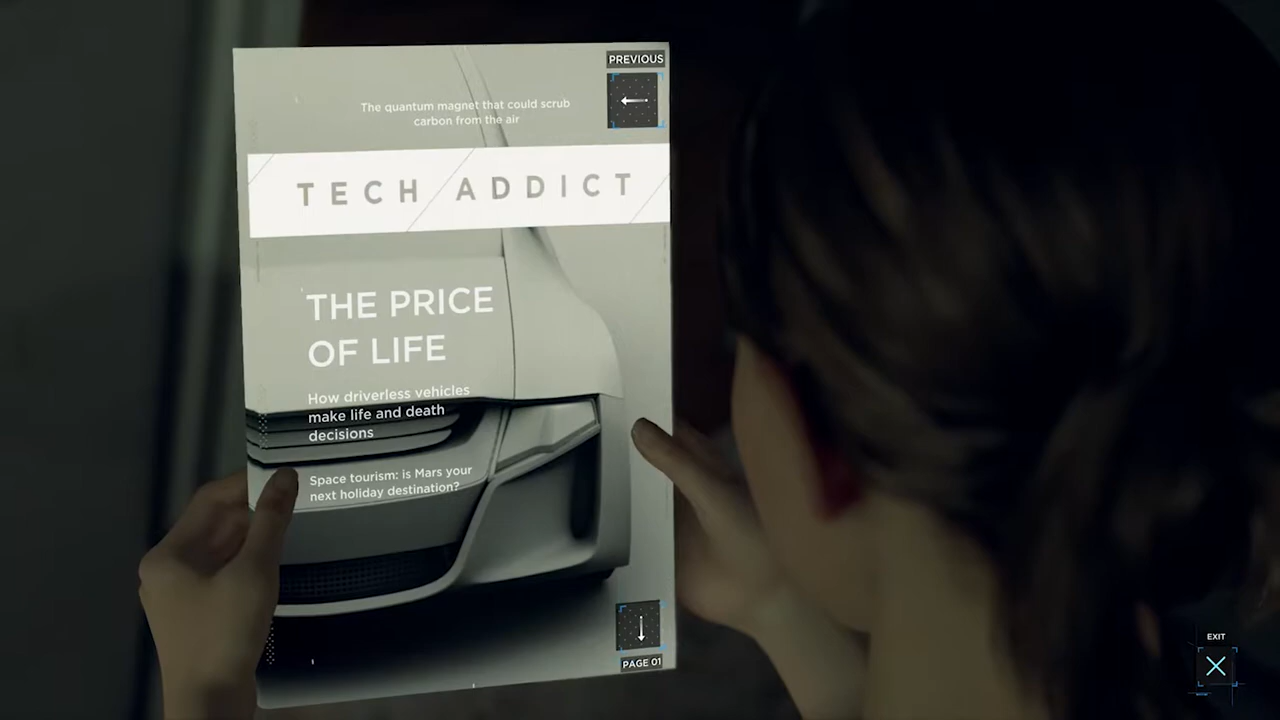 PREVIOUS
The quantum magnet that could scrub
carbon from the air
TECH ADDICT
THE PRICE
OF LIFE
How driverless vehicles
make life and death
decisions
Space tourism: is Mars your
next holiday destination?
PAGE 01
EXIT